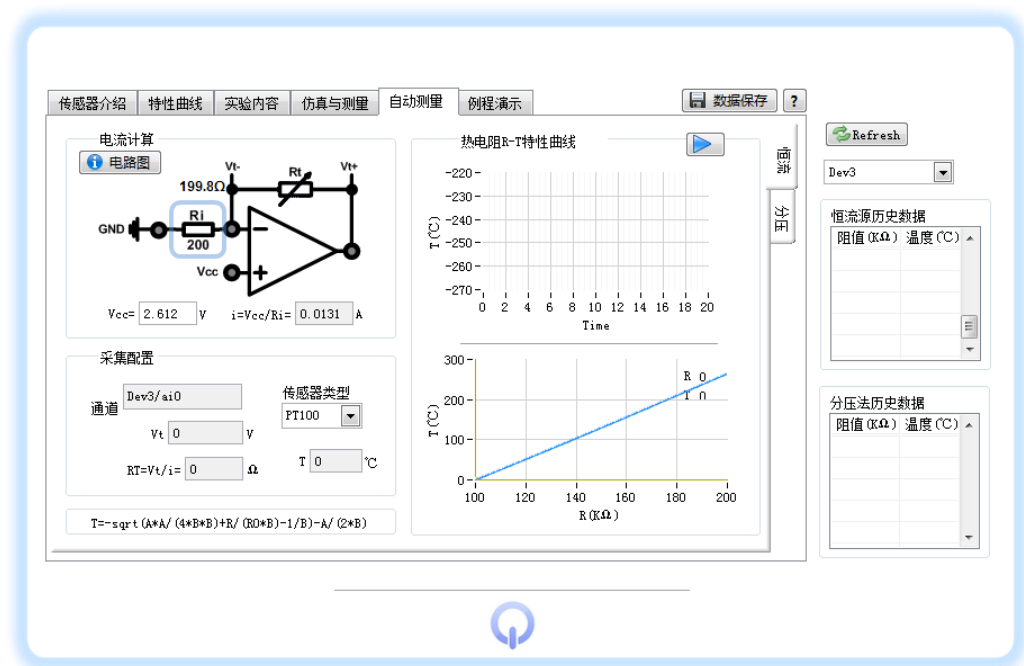 传感器介绍 特性曲线 实验内容 仿真与测量 自动测量 例程演示 数据保存 ?
电流计算
电路图
Vt-
Rt
Vt+
199.8Ω
Ri
GND
200
Vcc
Vcc= 2.612 V i=Vcc/Ri= 0.0131 A
采集配置
通道 Dev3/ai0
传感器类型
PT100
Vt 0 V
RT=Vt/i= 0 Ω
T 0 ℃
T=-sqrt(A*A/(4*B*B)+R/(R0*B)-1/B)-A/(2*B)
热电阻R-T特性曲线
T(℃)
-220
-230
-240
-250
-260
-270
0 2 4 6 8 10 12 14 16 18 20
Time
T(℃)
300
200
100
0
R 0
T 0
100 120 140 160 180 200
R(KΩ)
恒流
分压
Refresh
Dev3
恒流源历史数据
阻值(KΩ) 温度(℃)
分压法历史数据
阻值(KΩ) 温度(℃)